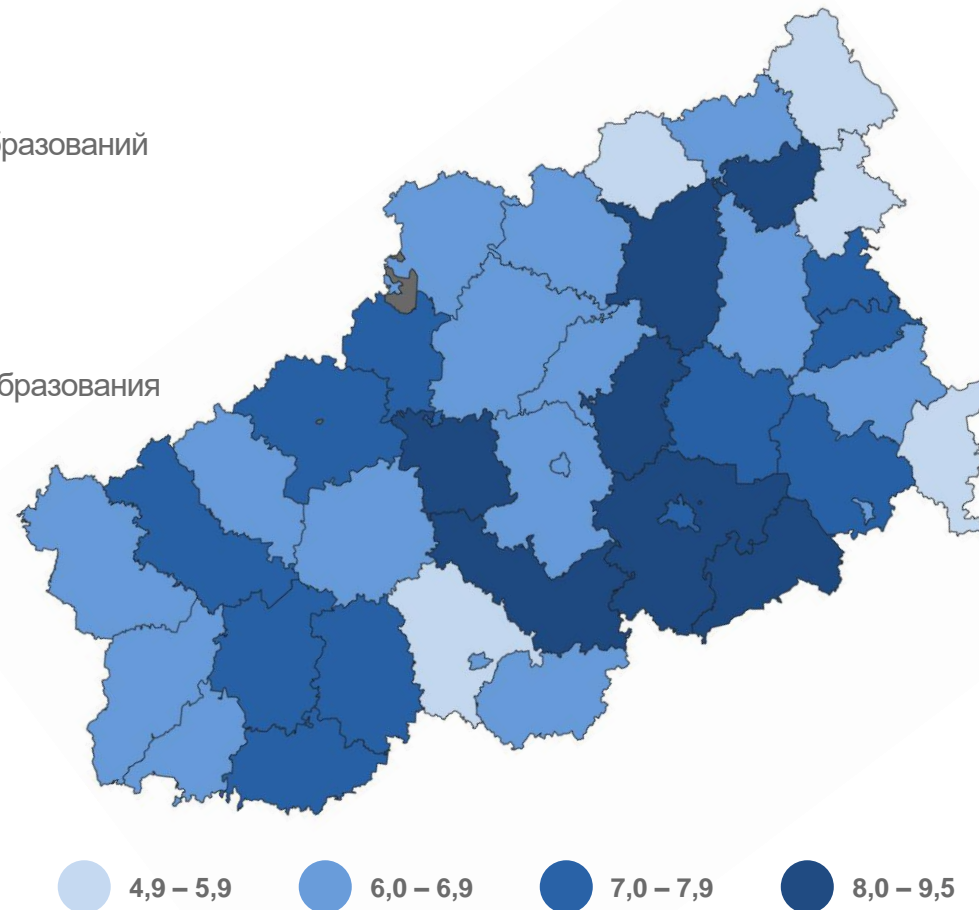 бразований
бразования
4,9 – 5,9
6,0 – 6,9
7,0 – 7,9
8,0 – 9,5